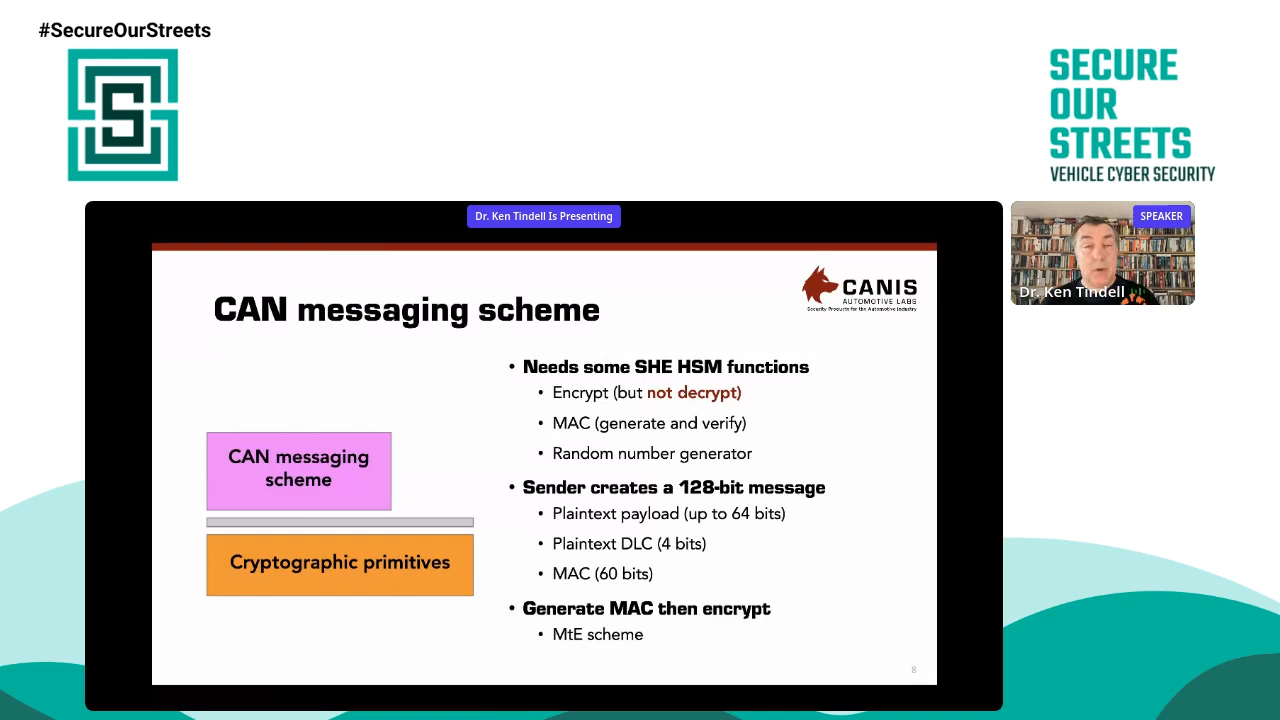 #SecureOurStreets
S
SECURE
OUR
STREETS
VEHICLE CYBER SECURITY
Dr. Ken Tindell Is Presenting
SPEAKER
Dr. Ken Tindell
CANIS
AUTOMOTIVE LABS
Security Products for the Automotive Industry
CAN messaging scheme
• Needs some SHE HSM functions
• Encrypt (but not decrypt)
• MAC (generate and verify)
• Random number generator
• Sender creates a 128-bit message
• Plaintext payload (up to 64 bits)
• Plaintext DLC (4 bits)
• MAC (60 bits)
• Generate MAC then encrypt
• MtE scheme
CAN messaging
scheme
Cryptographic primitives
8